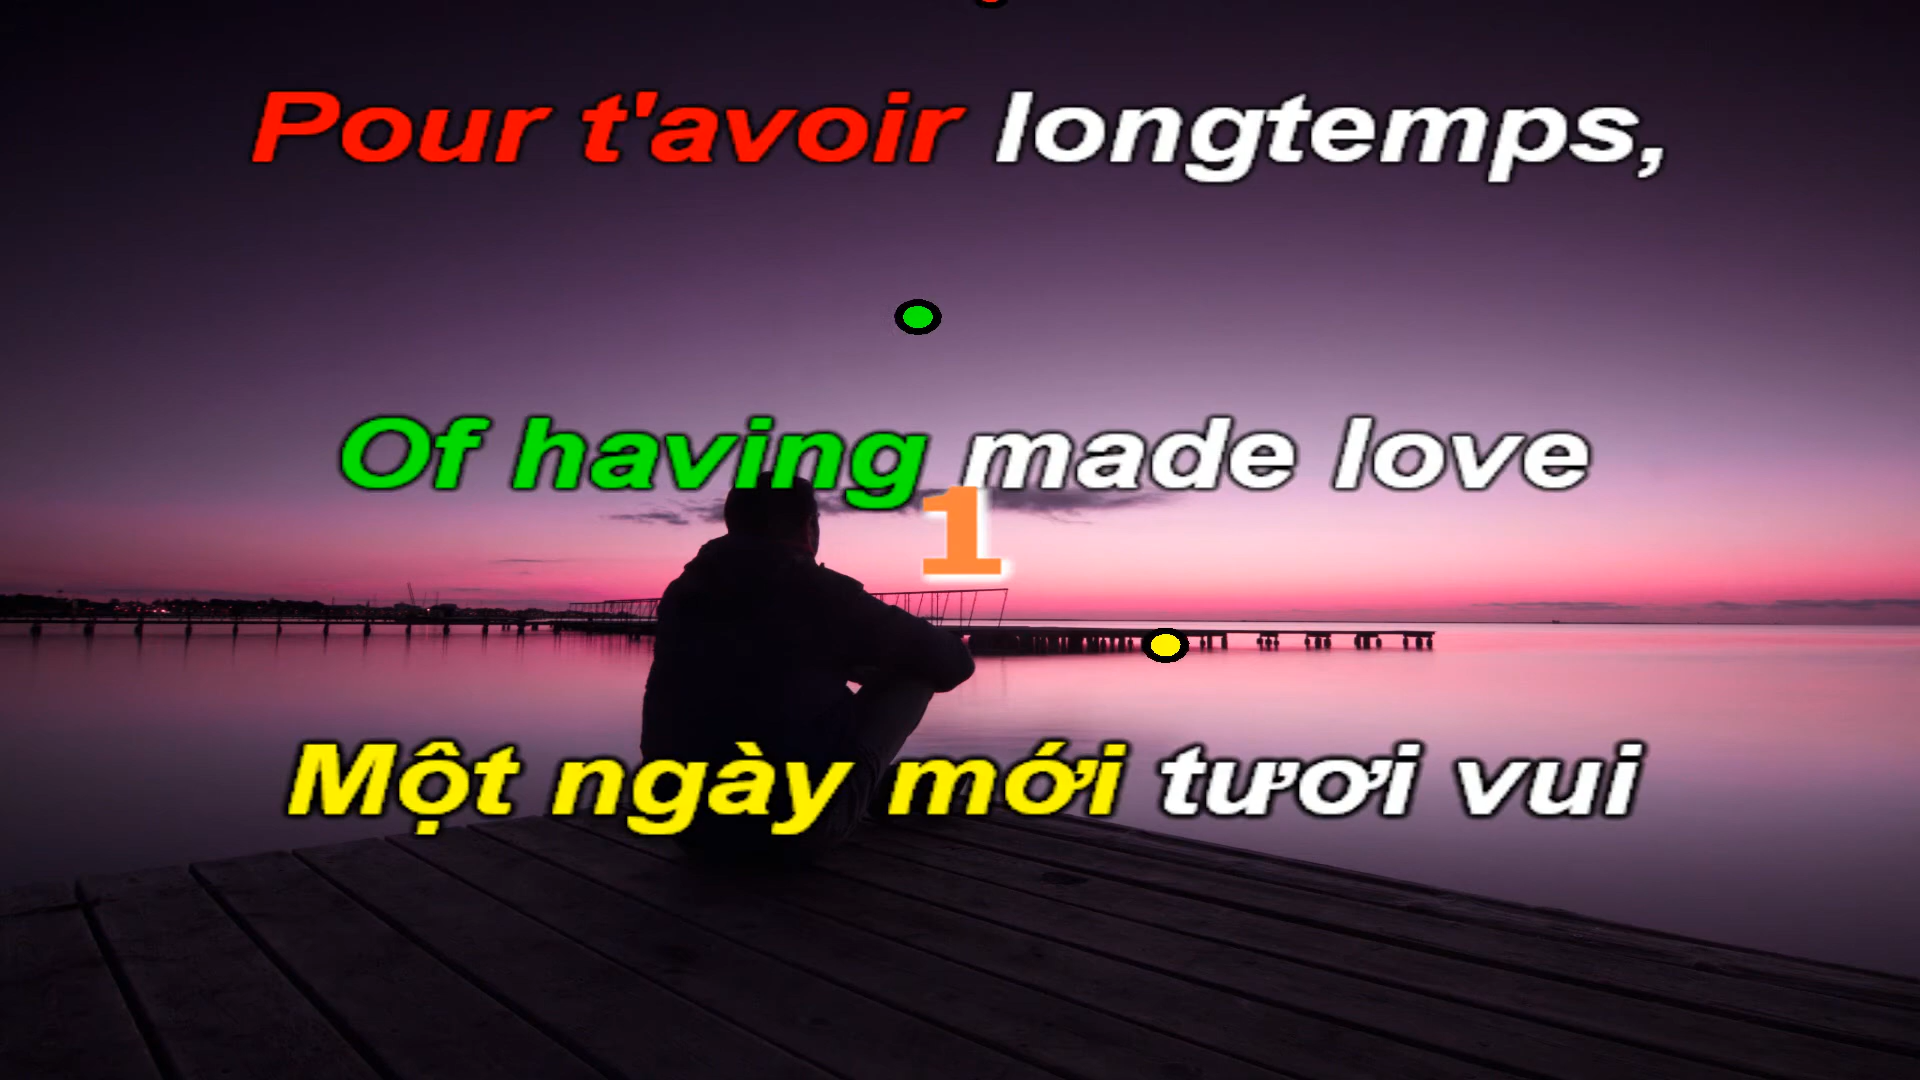 Pour t'avoir longtemps,
Of having made love
1
Một ngày mới tươi vui